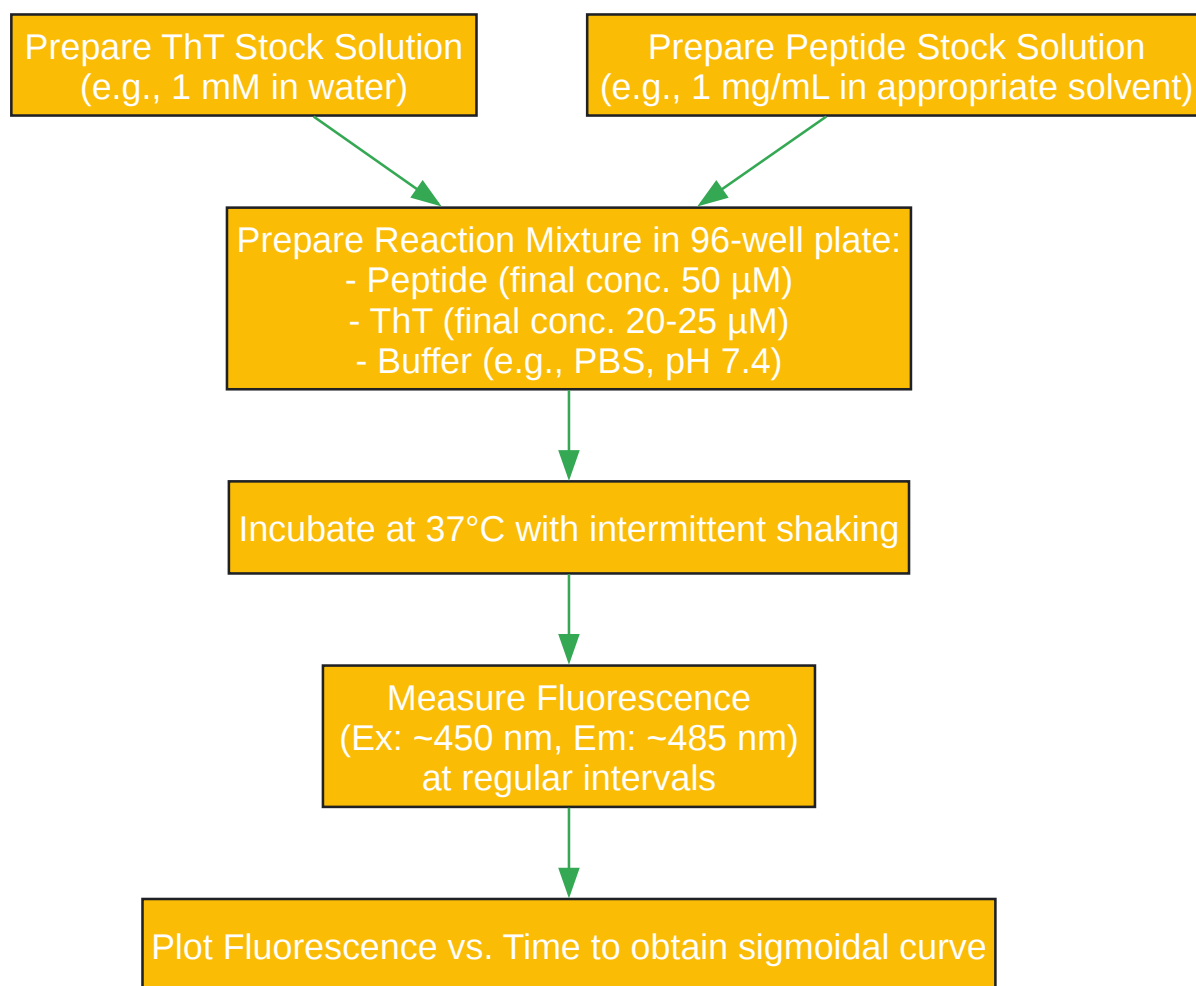 Prepare ThT Stock Solution
(e.g., 1 mM in water)
Prepare Peptide Stock Solution
(e.g., 1 mg/mL in appropriate solvent)
Prepare Reaction Mixture in 96-well plate:
- Peptide (final conc. 50 µM)
- ThT (final conc. 20-25 µM)
- Buffer (e.g., PBS, pH 7.4)
Incubate at 37°C with intermittent shaking
Measure Fluorescence
(Ex: ~450 nm, Em: ~485 nm)
at regular intervals
Plot Fluorescence vs. Time to obtain sigmoidal curve